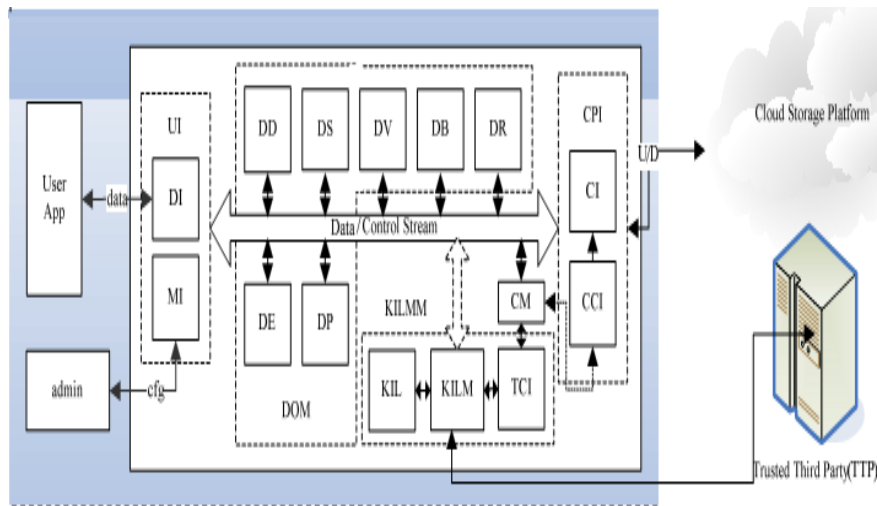 UI
DD
DS
DV
DB
DR
CPI
Cloud Storage Platform
U/D
User
App
data
DI
CI
Data/Control Stream
MI
DE
DP
KILMM
CM
CCI
admin
cfg
DOM
KIL
KILM
TCI
Trusted Third Party(TTP)